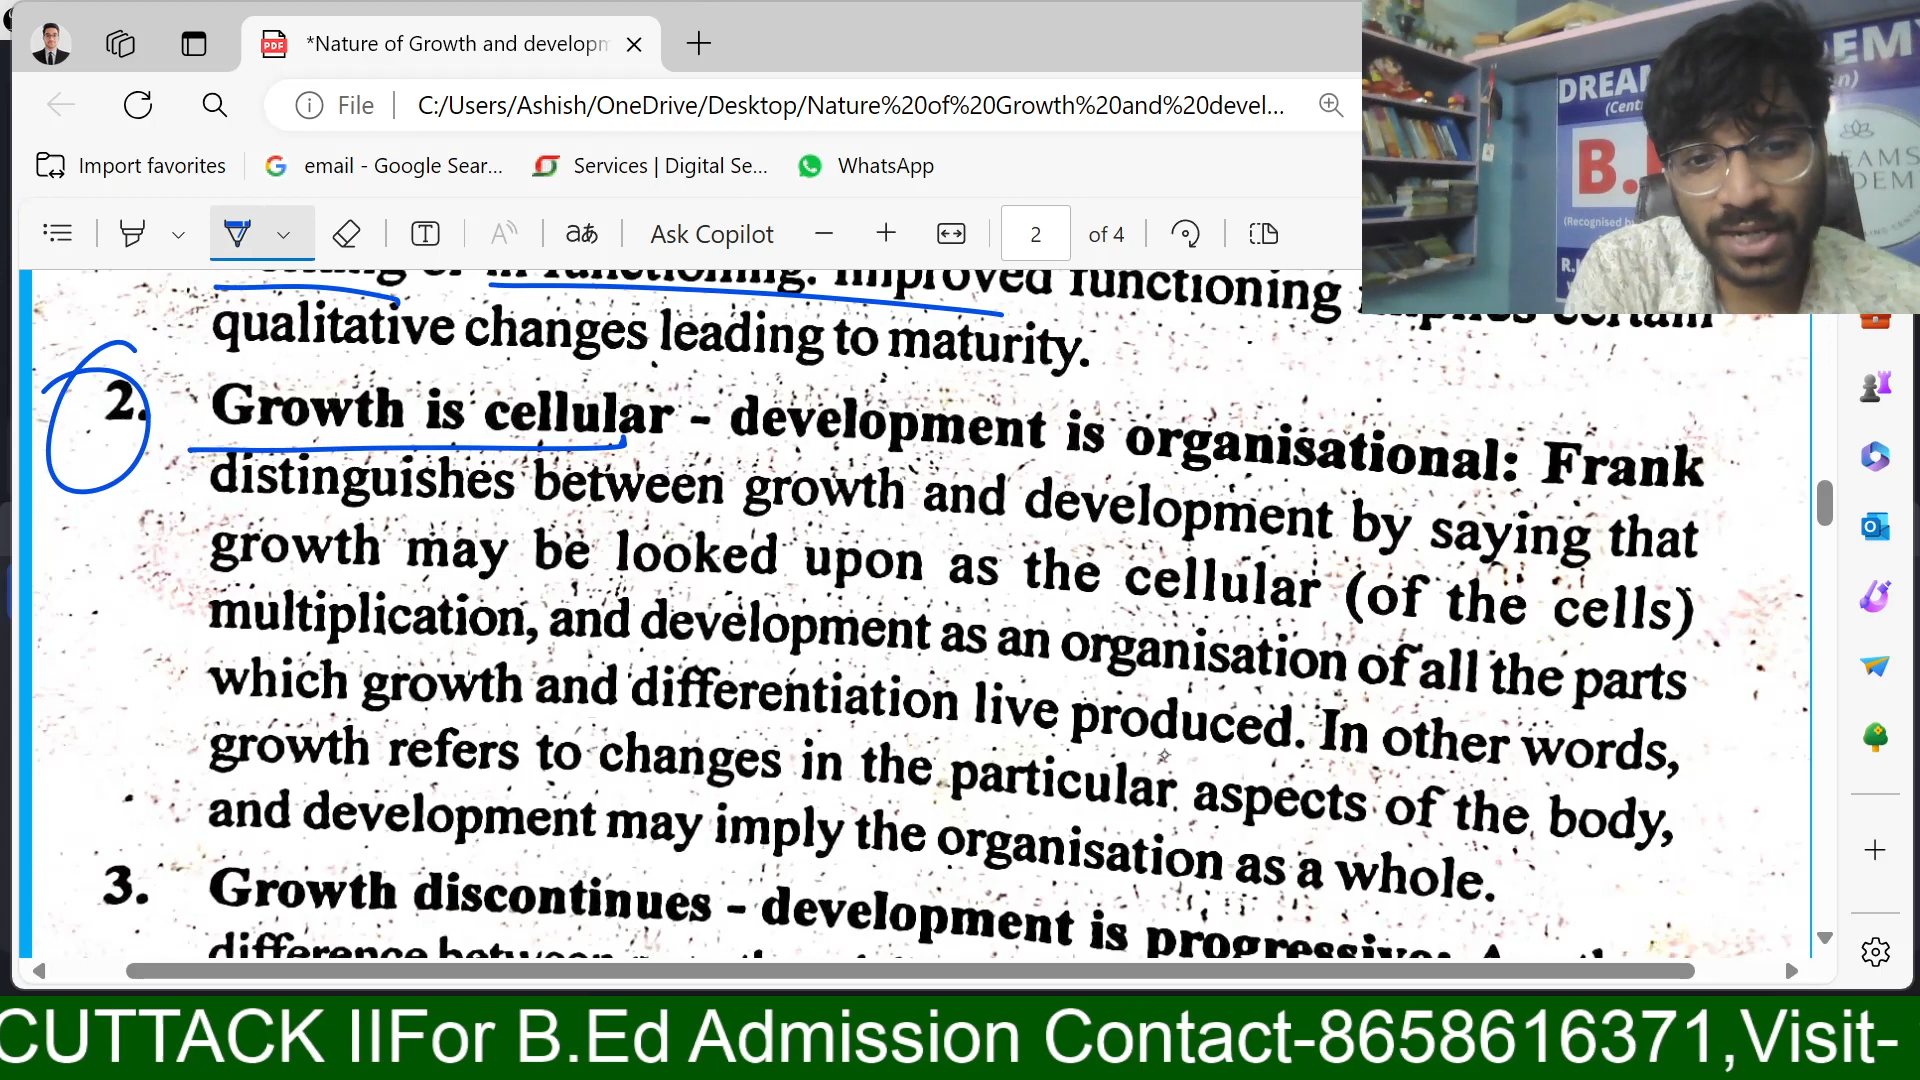 *Nature of Growth and developm
File
C:/Users/Ashish/OneDrive/Desktop/Nature%20of%20Growth%20and%20devel...
Import favorites
email - Google Sear...
Services | Digital Se...
WhatsApp
Ask Copilot
2
of 4
in functioning. Improved functioning implies certain
qualitative changes leading to maturity.
2. Growth is cellular - development is organisational: Frank
distinguishes between growth and development by saying that
growth may be looked upon as the cellular (of the cells)
multiplication, and development as an organisation of all the parts
which growth and differentiation live produced. In other words,
growth refers to changes in the particular aspects of the body,
and development may imply the organisation as a whole.
3. Growth discontinues - development is progressive:
difference between
CUTTACK IIFor B.Ed Admission Contact-8658616371,Visit-